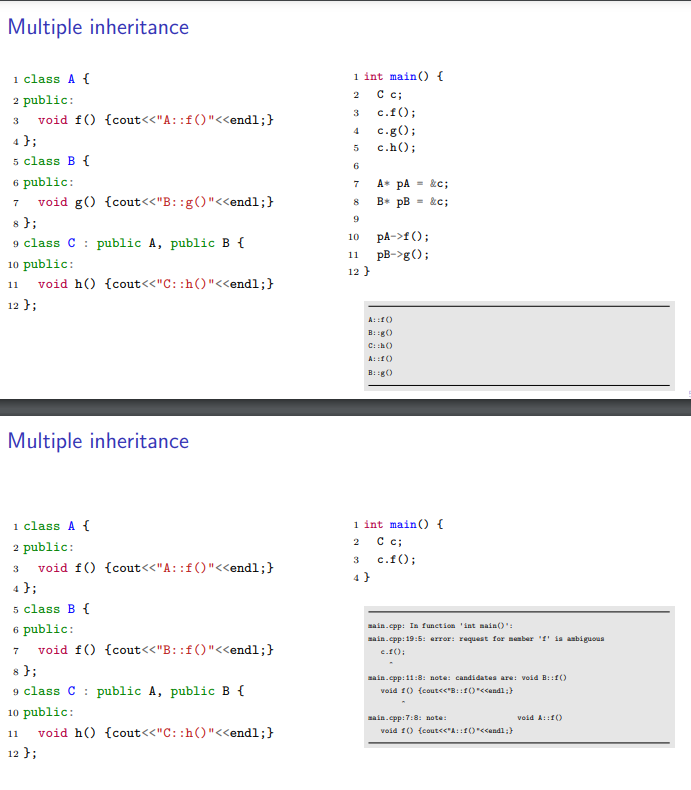 Multiple inheritance
1 class A {
2 public:
3 void f() {cout<<"A::f()"<<endl;}
4 };
5 class B {
6 public:
7 void g() {cout<<"B::g()"<<endl;}
8 };
9 class C : public A, public B {
10 public:
11 void h() {cout<<"C::h()"<<endl;}
12 };
1 int main() {
2 C c;
3 c.f();
4 c.g();
5 c.h();
6
7 A* pA = &c;
8 B* pB = &c;
9
10 pA->f();
11 pB->g();
12 }
A::f()
B::g()
C::h()
A::f()
B::g()
Multiple inheritance
1 class A {
2 public:
3 void f() {cout<<"A::f()"<<endl;}
4 };
5 class B {
6 public:
7 void f() {cout<<"B::f()"<<endl;}
8 };
9 class C : public A, public B {
10 public:
11 void h() {cout<<"C::h()"<<endl;}
12 };
1 int main() {
2 C c;
3 c.f();
4 }
main.cpp: In function 'int main()':
main.cpp:19:5: error: request for member 'f' is ambiguous
c.f();
^
main.cpp:11:8: note: candidates are: void B::f()
void f() {cout<<"B::f()"<<endl;}
^
main.cpp:7:8: note: void A::f()
void f() {cout<<"A::f()"<<endl;}